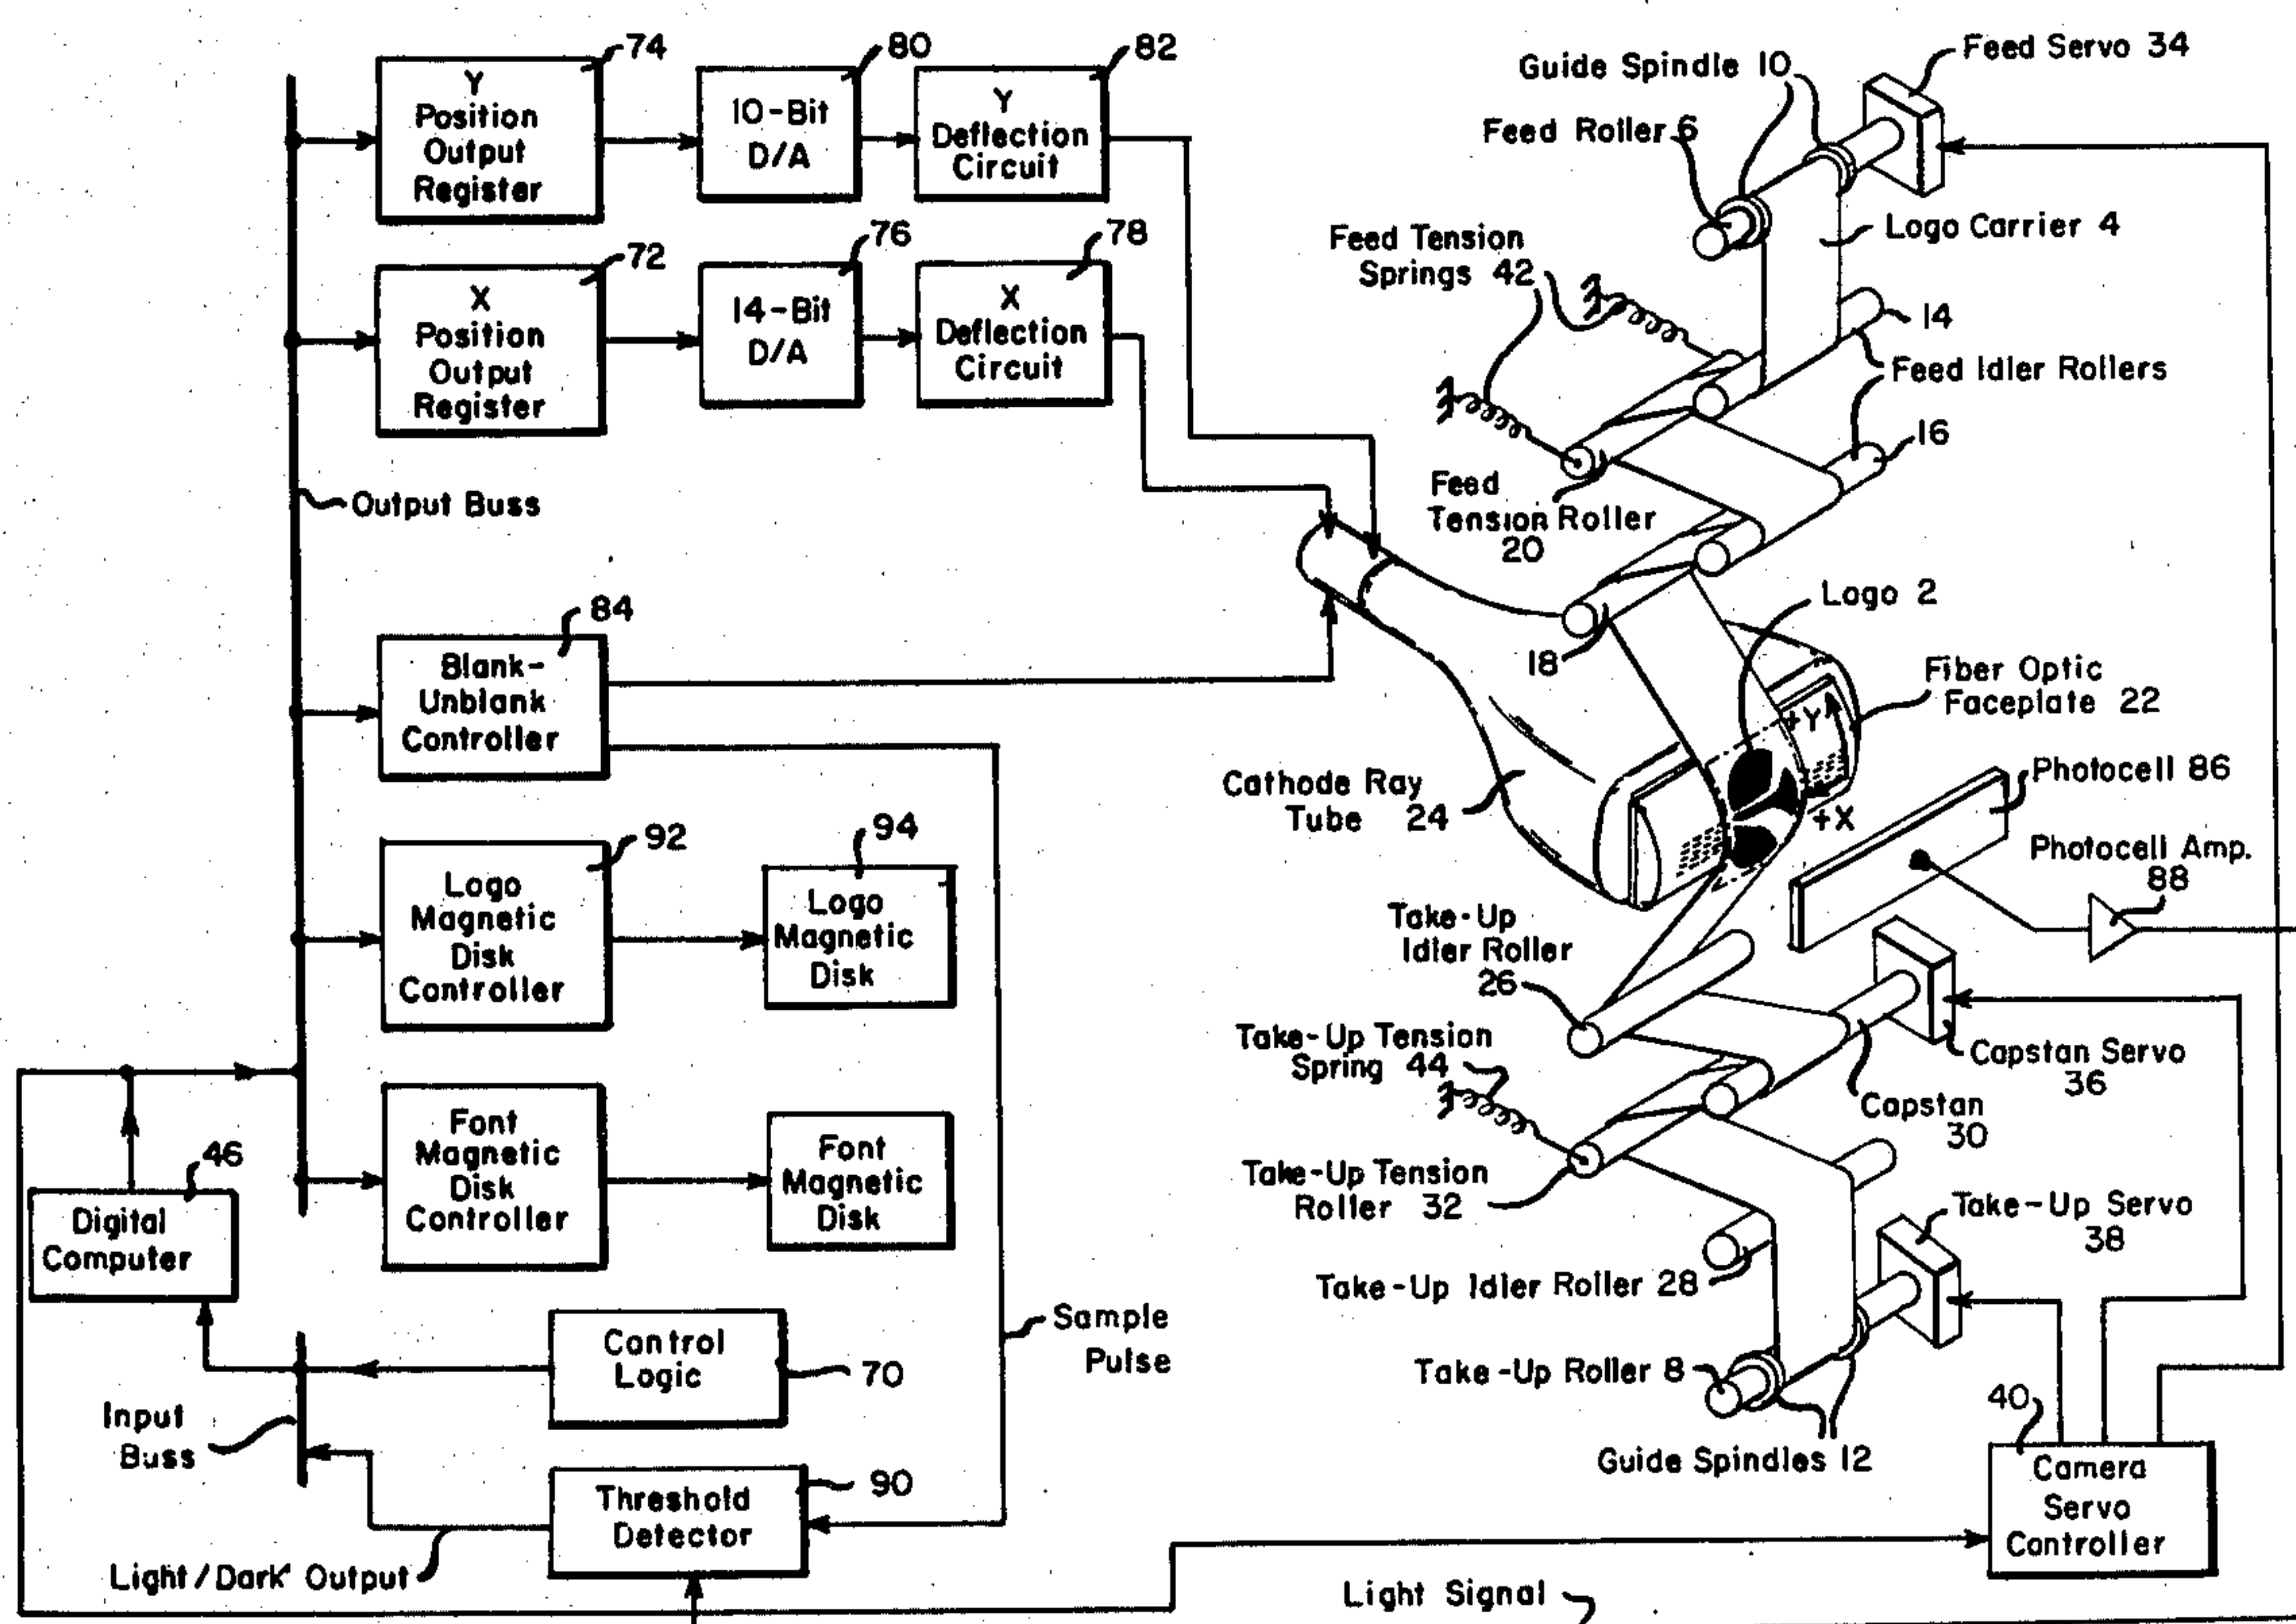 74
Y
Position
Output
Register
80
10-Bit
D/A
82
Y
Deflection
Circuit
72
X
Position
Output
Register
76
14-Bit
D/A
78
X
Deflection
Circuit
Output Buss
84
Blank-
Unblank
Controller
92
Logo
Magnetic
Disk
Controller
94
Logo
Magnetic
Disk
Font
Magnetic
Disk
Controller
Font
Magnetic
Disk
46
Digital
Computer
Control
Logic
70
Input
Buss
Sample
Pulse
90
Threshold
Detector
Light/Dark Output
Guide Spindle 10
Feed Servo 34
Feed Roller 6
Logo Carrier 4
Feed Tension
Springs 42
14
Feed Idler Rollers
16
Feed
Tension Roller
20
Logo 2
18
Fiber Optic
Faceplate 22
+Y
+X
Cathode Ray
Tube 24
Photocell 86
Photocell Amp.
88
Take-Up
Idler Roller
26
Take-Up Tension
Spring 44
Capstan Servo
36
Capstan
30
Take-Up Tension
Roller 32
Take-Up Servo
38
Take-Up Idler Roller 28
Take-Up Roller 8
Guide Spindles 12
40
Camera
Servo
Controller
Light Signal